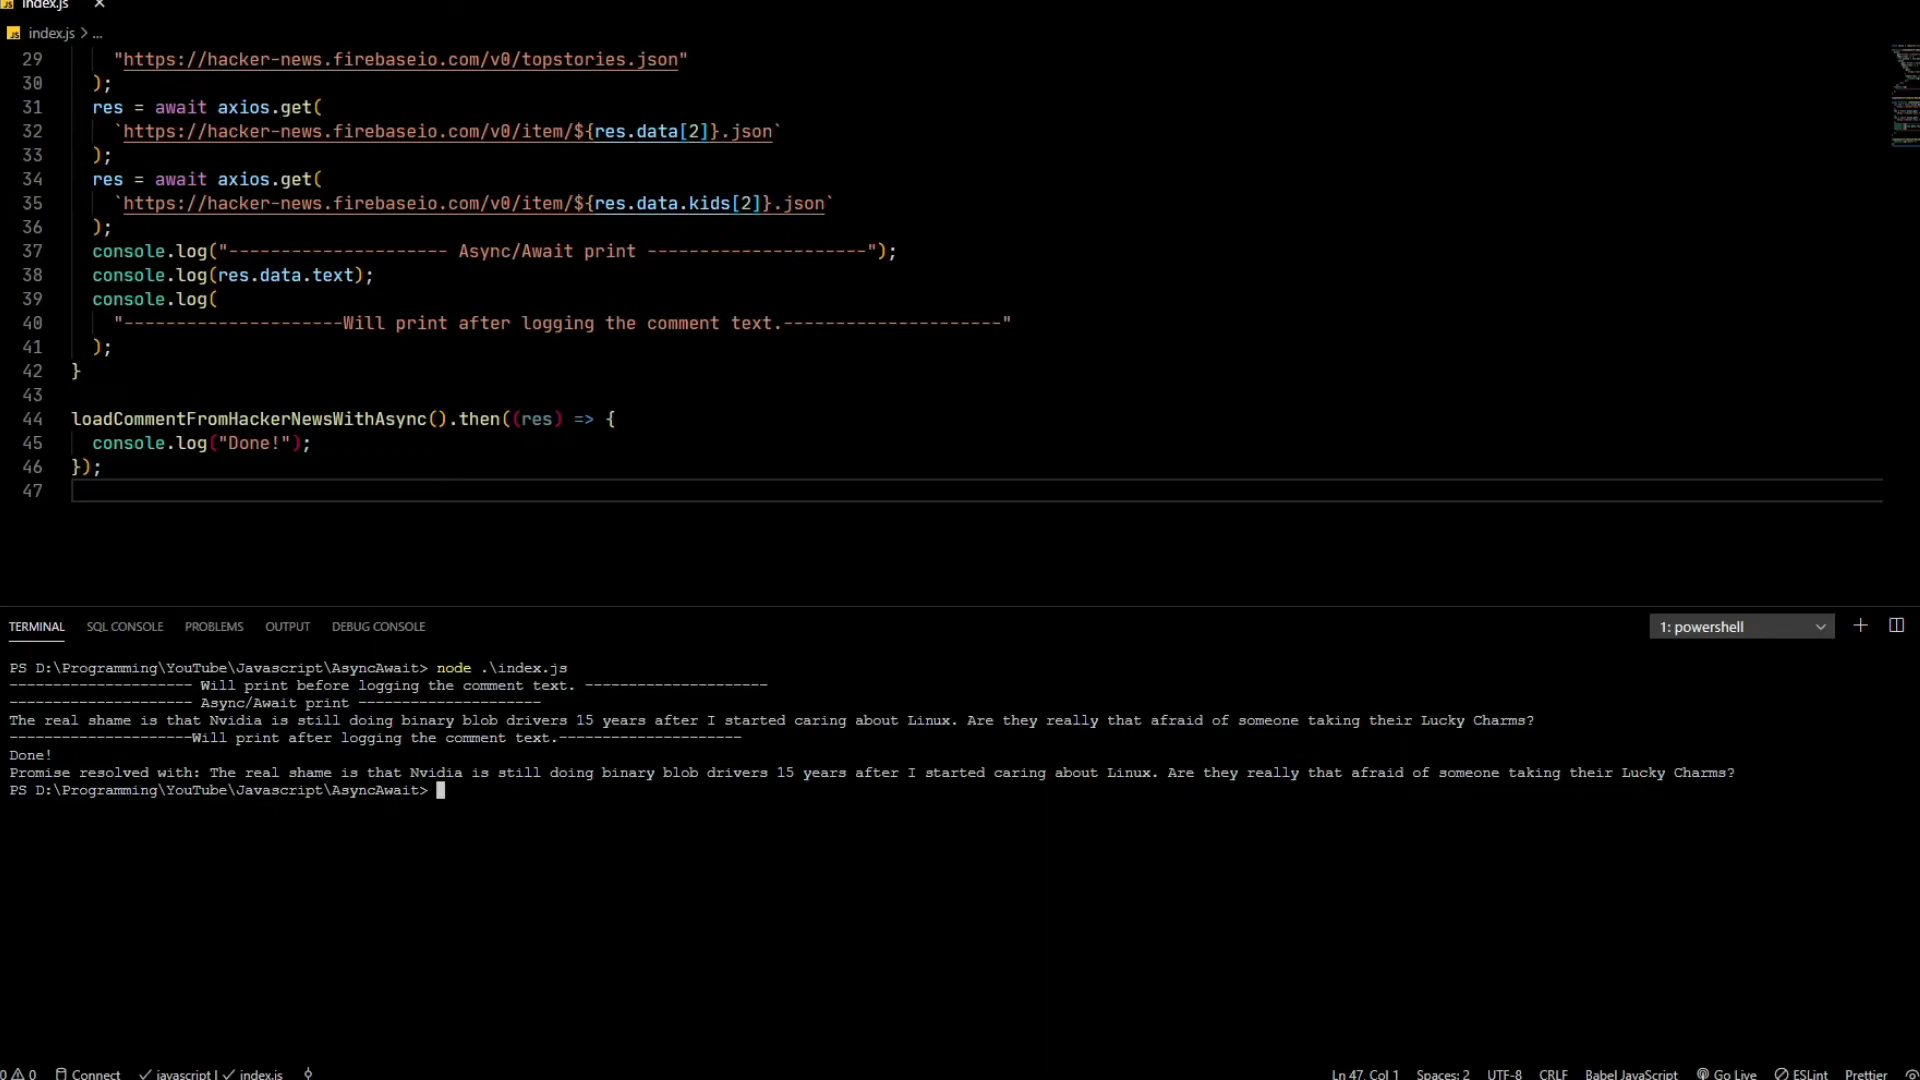 index.js
index.js > ...
29 "https://hacker-news.firebaseio.com/v0/topstories.json"
30 );
31 res = await axios.get(
32 `https://hacker-news.firebaseio.com/v0/item/${res.data[2]}.json`
33 );
34 res = await axios.get(
35 `https://hacker-news.firebaseio.com/v0/item/${res.data.kids[2]}.json`
36 );
37 console.log("--------------------- Async/Await print ---------------------");
38 console.log(res.data.text);
39 console.log(
40 "---------------------Will print after logging the comment text.---------------------"
41 );
42 }
43
44 loadCommentFromHackerNewsWithAsync().then((res) => {
45 console.log("Done!");
46 });
47
TERMINAL SQL CONSOLE PROBLEMS OUTPUT DEBUG CONSOLE 1: powershell
PS D:\Programming\YouTube\Javascript\AsyncAwait> node .\index.js
--------------------- Will print before logging the comment text. ---------------------
--------------------- Async/Await print ---------------------
The real shame is that Nvidia is still doing binary blob drivers 15 years after I started caring about Linux. Are they really that afraid of someone taking their Lucky Charms?
---------------------Will print after logging the comment text.---------------------
Done!
Promise resolved with: The real shame is that Nvidia is still doing binary blob drivers 15 years after I started caring about Linux. Are they really that afraid of someone taking their Lucky Charms?
PS D:\Programming\YouTube\Javascript\AsyncAwait>
0 0 Connect javascript | index.js Ln 47, Col 1 Spaces: 2 UTF-8 CRLF Babel JavaScript Go Live ESLint Prettier